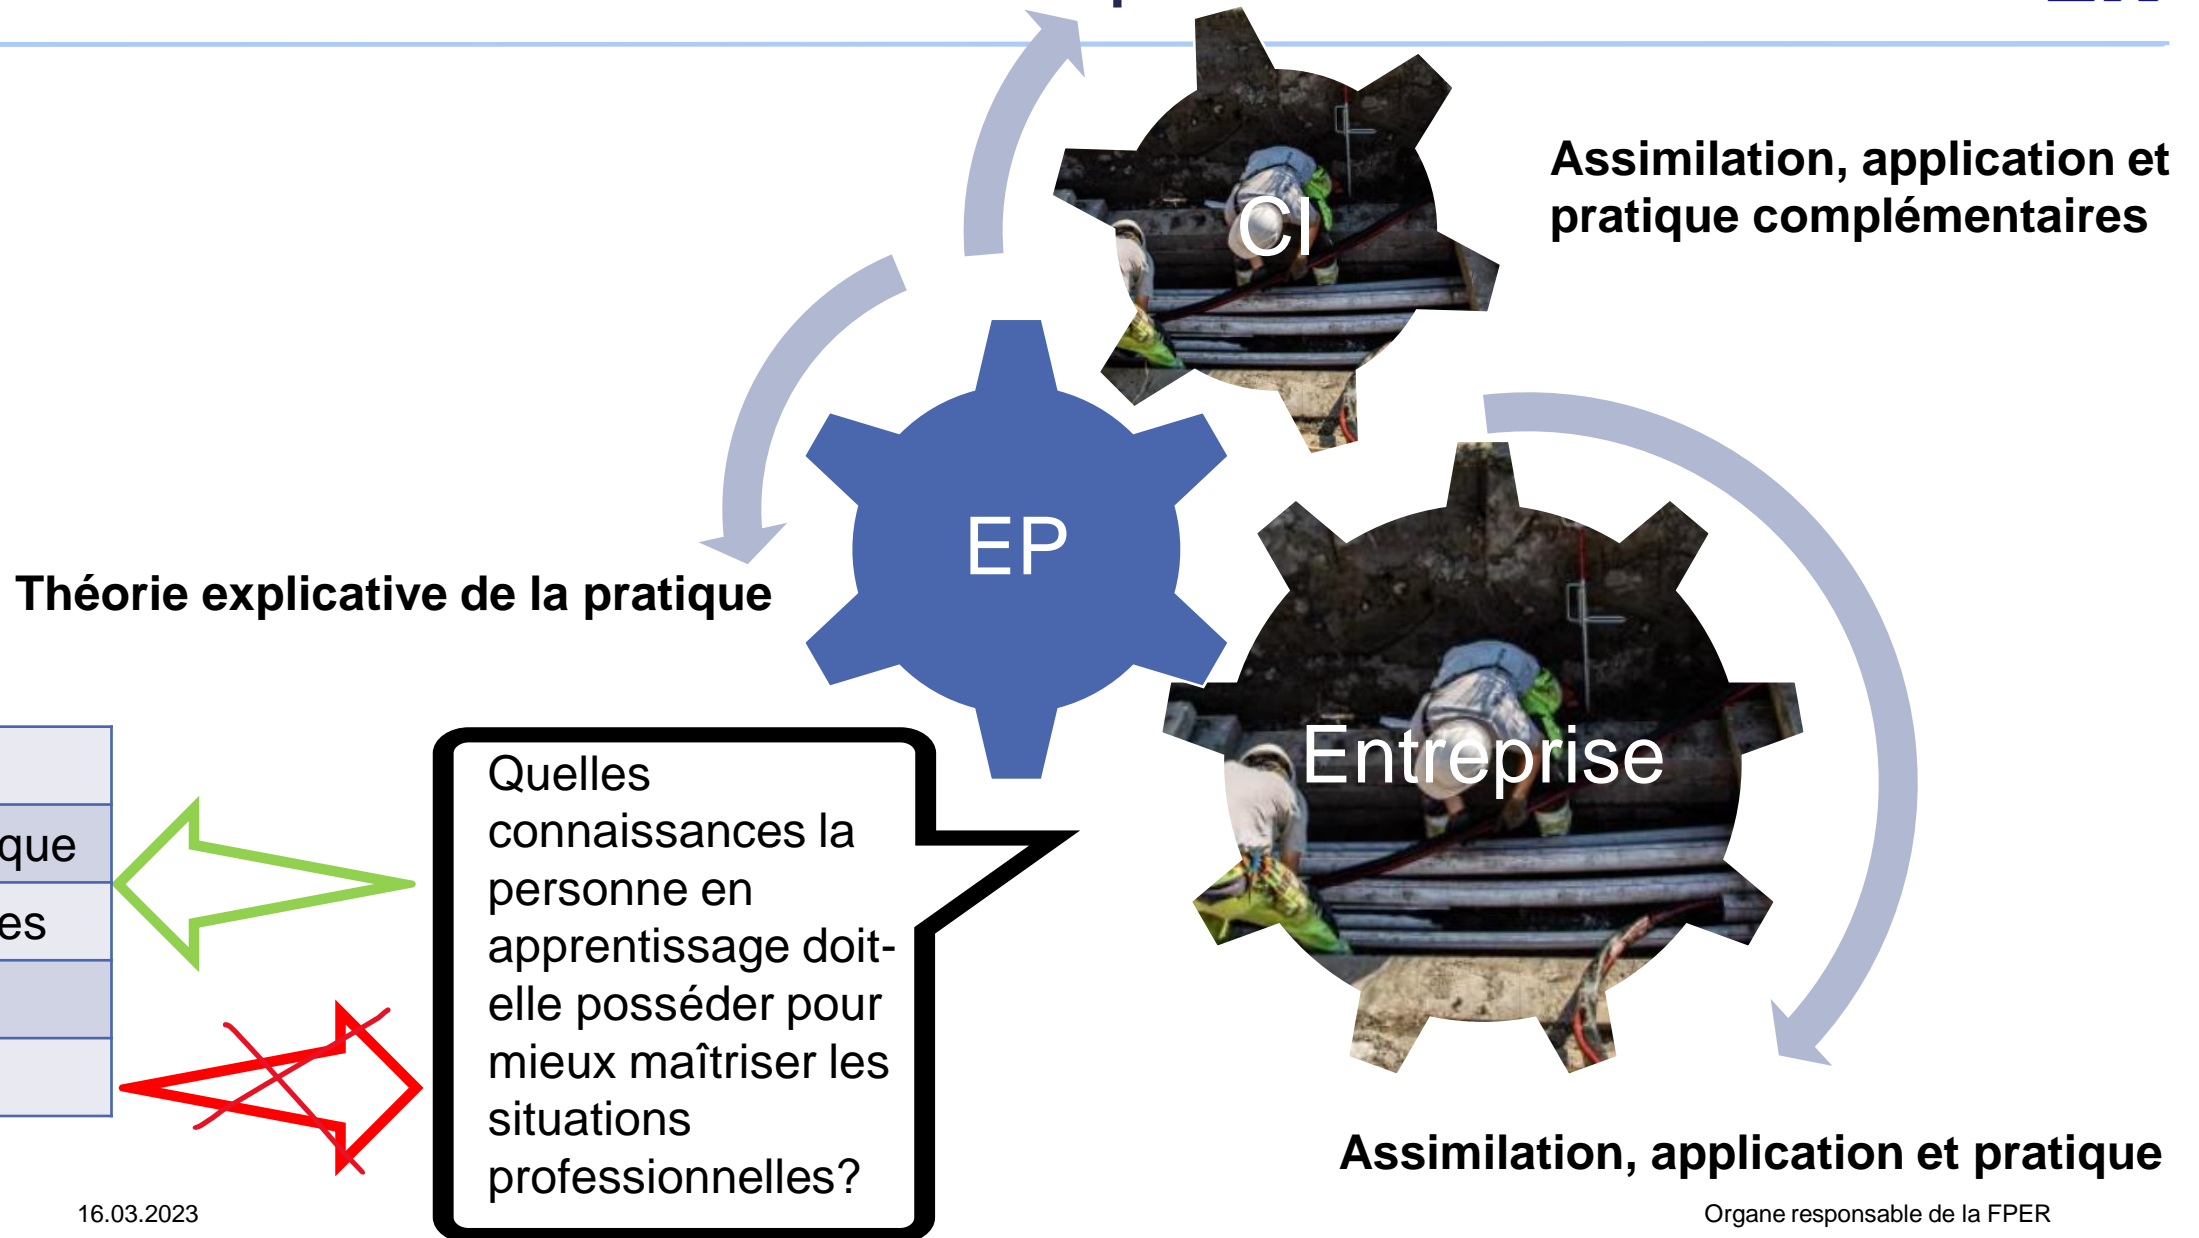 Assimilation, application et
pratique complémentaires
CI
EP
Théorie explicative de la pratique
Entreprise
que
es
Quelles
connaissances la
personne en
apprentissage doit-
elle posséder pour
mieux maîtriser les
situations
professionnelles?
Assimilation, application et pratique
16.03.2023
Organe responsable de la FPER